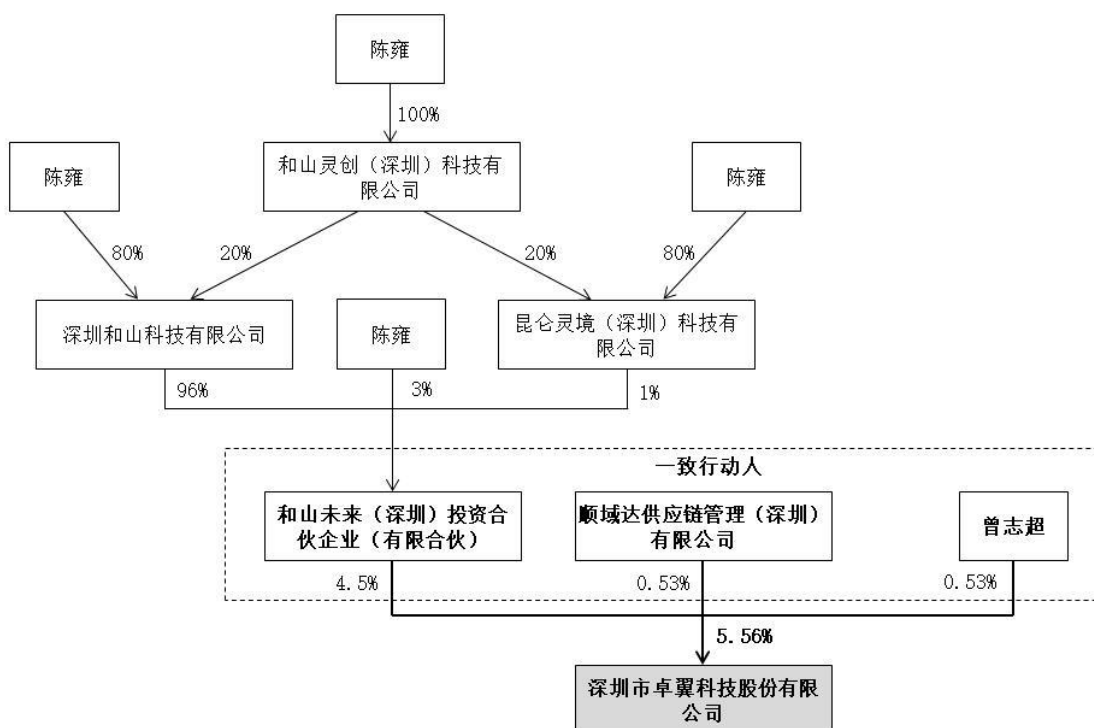 陈雍
100%
陈雍
和山灵创（深圳）科技有
限公司
陈雍
80%
20%
20%
80%
深圳和山科技有限公司
陈雍
昆仑灵境（深圳）科技有
限公司
96%
3%
1%
一致行动人
和山未来（深圳）投资合
伙企业（有限合伙）
顺域达供应链管理（深圳）
有限公司
曾志超
4.5%
0.53%
0.53%
5.56%
深圳市卓翼科技股份有限
公司